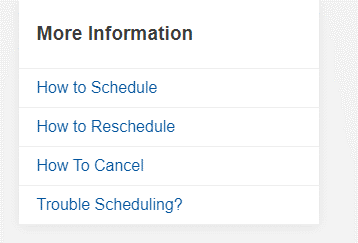 More Information
How to Schedule
How to Reschedule
How To Cancel
Trouble Scheduling?